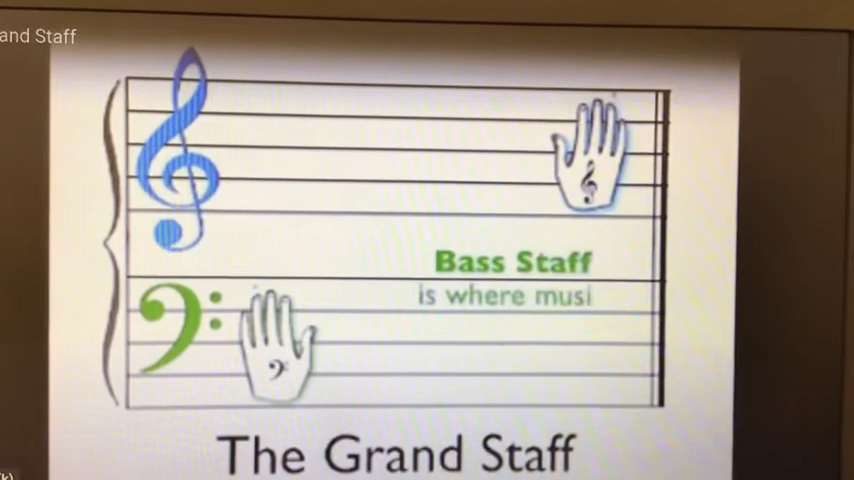 and Staff
Bass Staff
is where musi
The Grand Staff